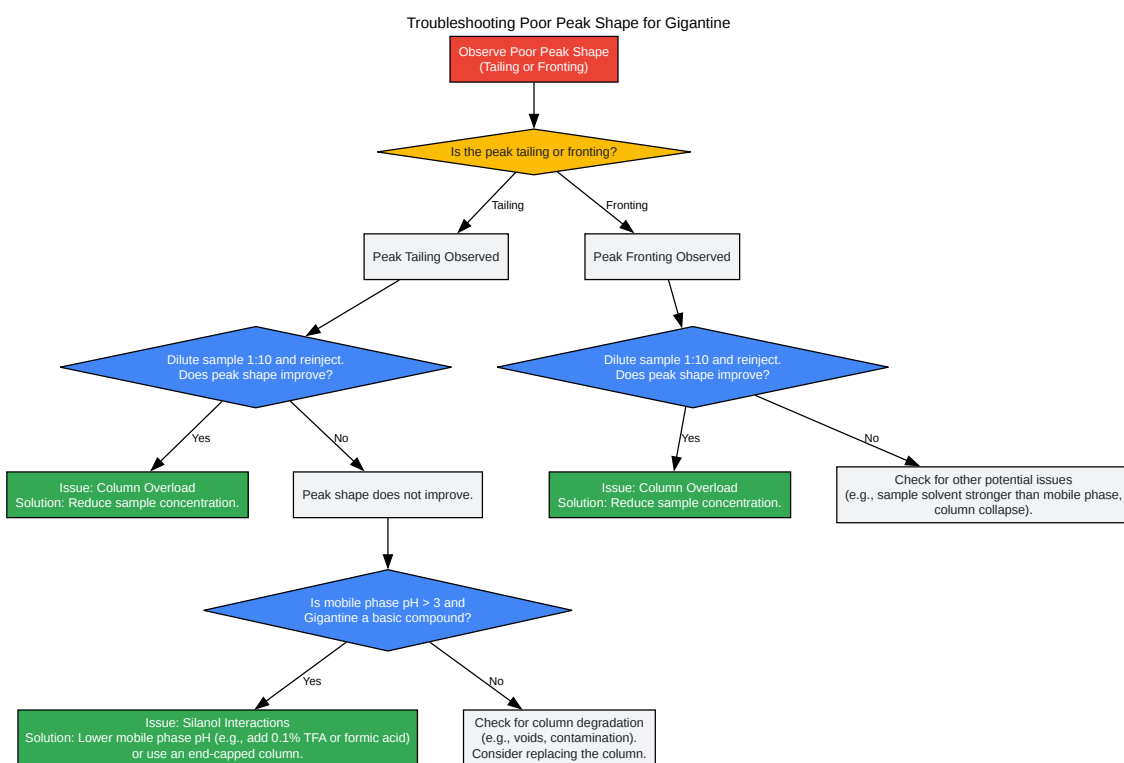 Troubleshooting Poor Peak Shape for Gigantine
Observe Poor Peak Shape
(Tailing or Fronting)
Is the peak tailing or fronting?
Tailing
Fronting
Peak Tailing Observed
Peak Fronting Observed
Dilute sample 1:10 and reinject.
Does peak shape improve?
Dilute sample 1:10 and reinject.
Does peak shape improve?
Yes
No
Yes
No
Issue: Column Overload
Solution: Reduce sample concentration.
Peak shape does not improve.
Issue: Column Overload
Solution: Reduce sample concentration.
Check for other potential issues
(e.g., sample solvent stronger than mobile phase,
column collapse).
Is mobile phase pH > 3 and
Gigantine a basic compound?
Yes
No
Issue: Silanol Interactions
Solution: Lower mobile phase pH (e.g., add 0.1% TFA or formic acid)
or use an end-capped column.
Check for column degradation
(e.g., voids, contamination).
Consider replacing the column.